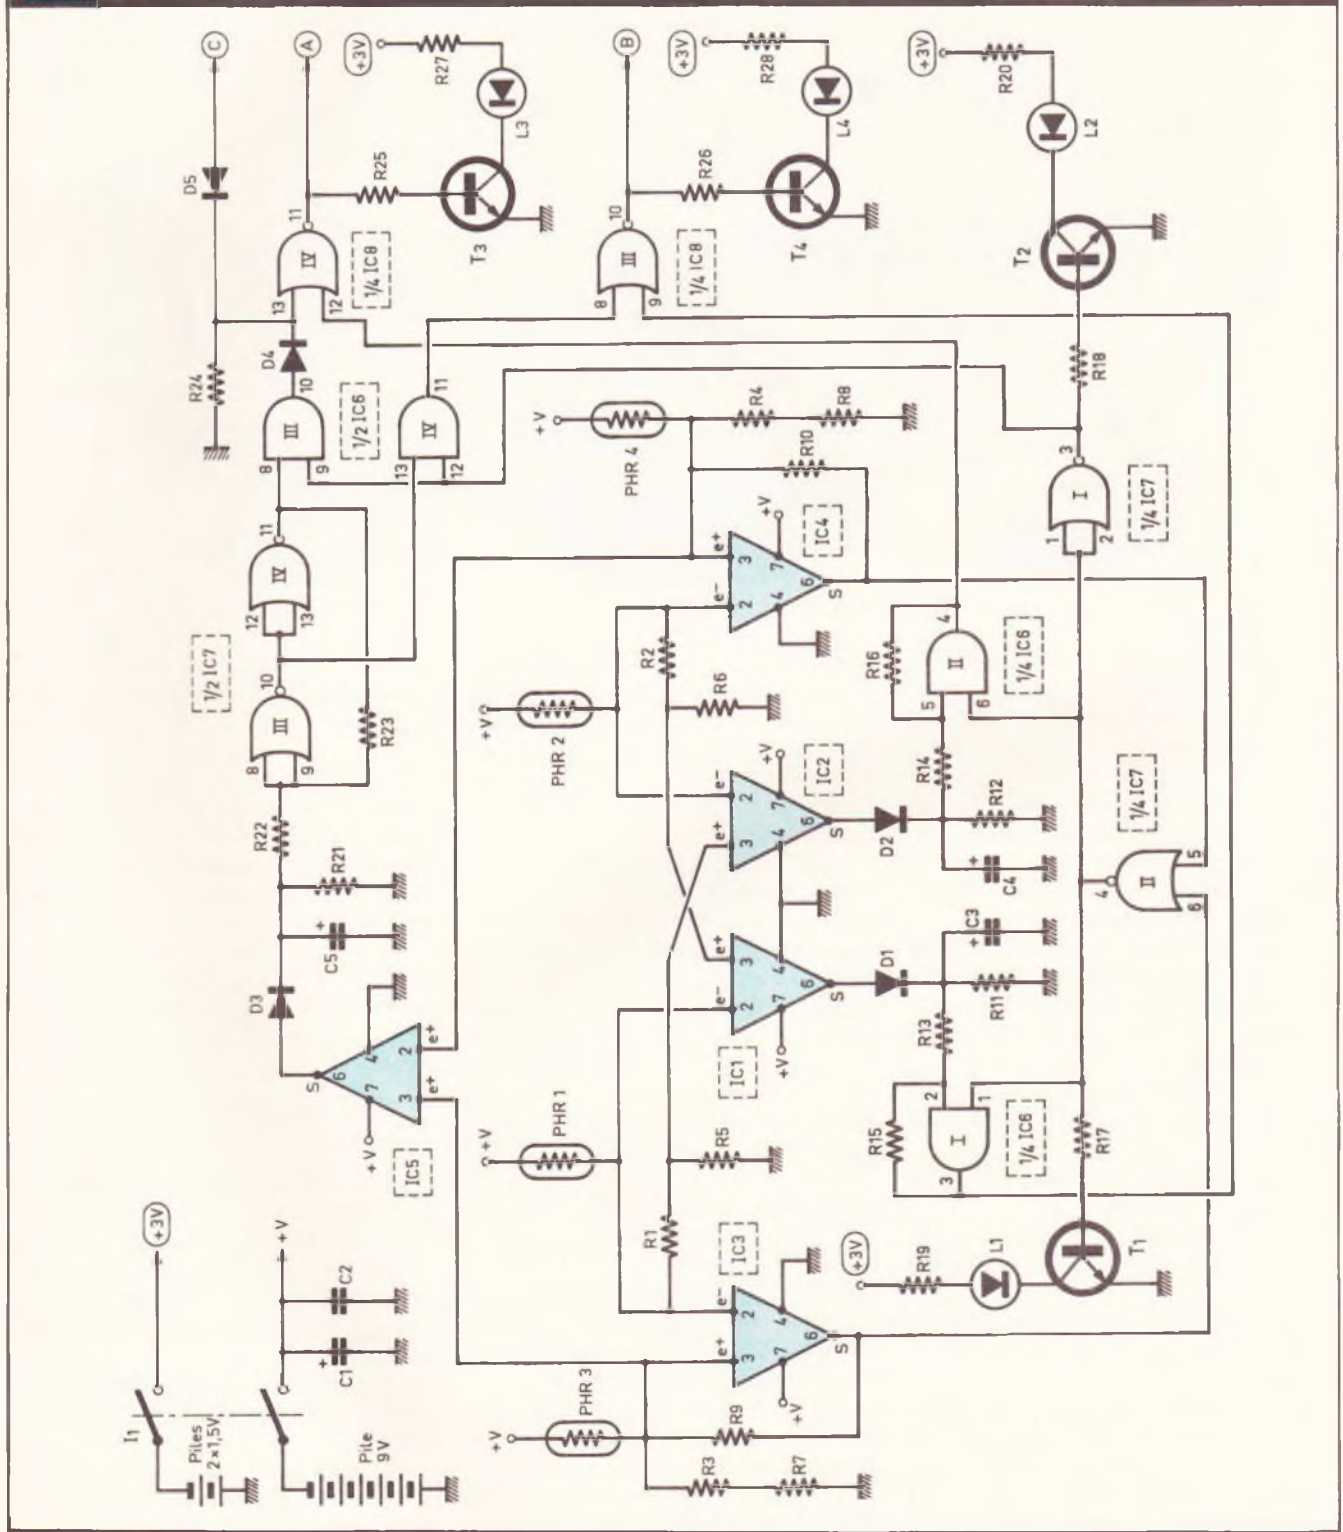 I1
Piles
2 × 1,5V
+3V
Pile
9V
+V
C1
C2
IC5
+V
S
6
7
4
3
2
e+
e+
D3
C5
R21
R22
8
9
III
10
R23
1/2 IC7
12
13
IV
11
8
9
III
10
1/2 IC6
D4
R24
13
12
IV
11
D5
C
A
1/4 IC8
+3V
R27
R25
L3
T3
13
12
IV
11
B
8
9
III
10
1/4 IC8
+3V
R28
R26
L4
T4
+V
PHR 3
R3
R7
R9
+V
PHR 1
R1
R5
IC3
e+
e-
3
2
7
4
6
S
+V
IC1
e-
e+
2
3
7
4
6
S
+V
+V
PHR 2
R2
R6
IC2
e+
e-
3
2
4
7
6
S
+V
+V
PHR 4
R4
R8
R10
IC4
e-
e+
2
3
4
7
6
S
+V
D1
R13
R11
C3
D2
R14
R12
C4
R15
I
2
1
3
1/4 IC6
R16
II
5
6
4
1/4 IC6
+3V
R19
L1
T1
R17
II
4
6
5
1/4 IC7
I
1
2
3
1/4 IC7
R18
T2
L2
R20
+3V